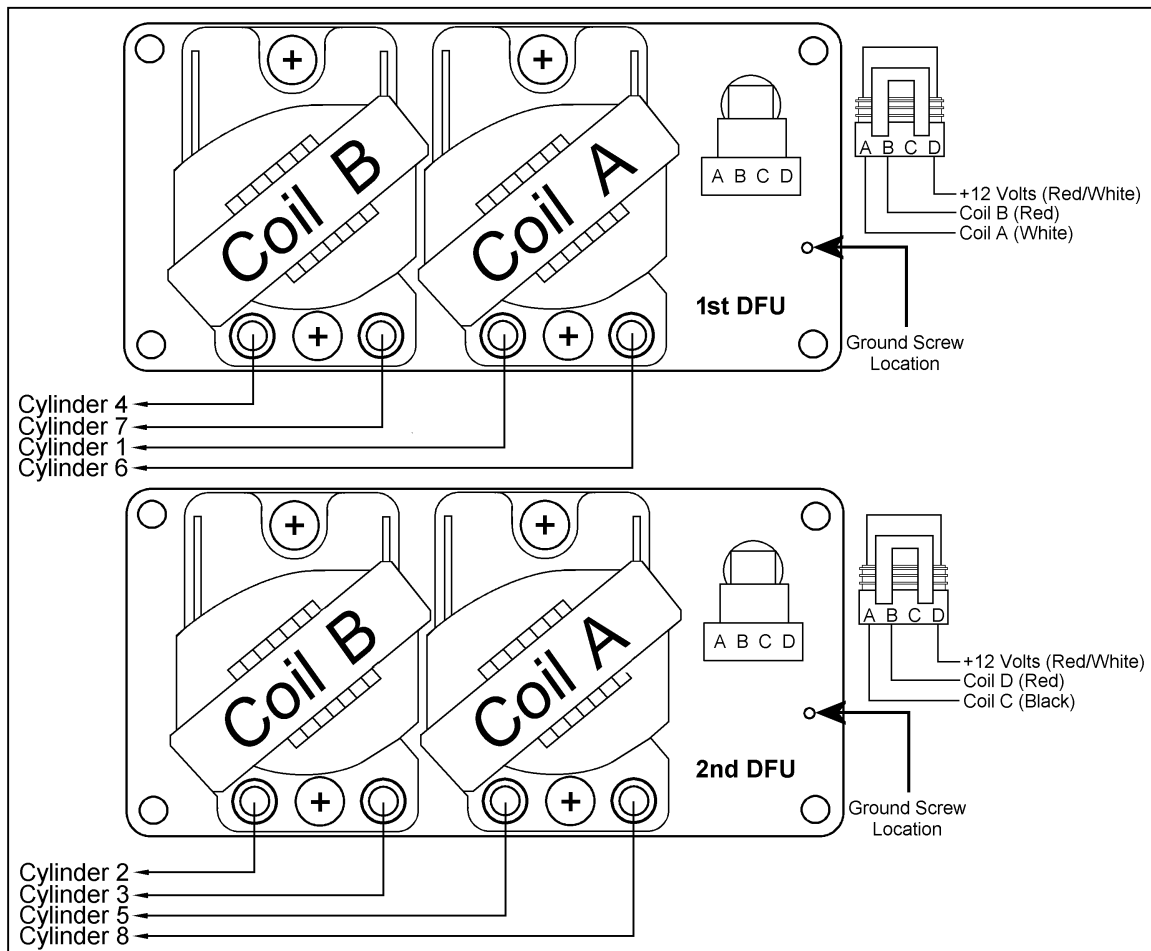 Coil B
Coil A
A B C D
A B C D
+12 Volts (Red/White)
Coil B (Red)
Coil A (White)
1st DFU
Ground Screw
Location
Cylinder 4
Cylinder 7
Cylinder 1
Cylinder 6
Coil B
Coil A
A B C D
A B C D
+12 Volts (Red/White)
Coil D (Red)
Coil C (Black)
2nd DFU
Ground Screw
Location
Cylinder 2
Cylinder 3
Cylinder 5
Cylinder 8